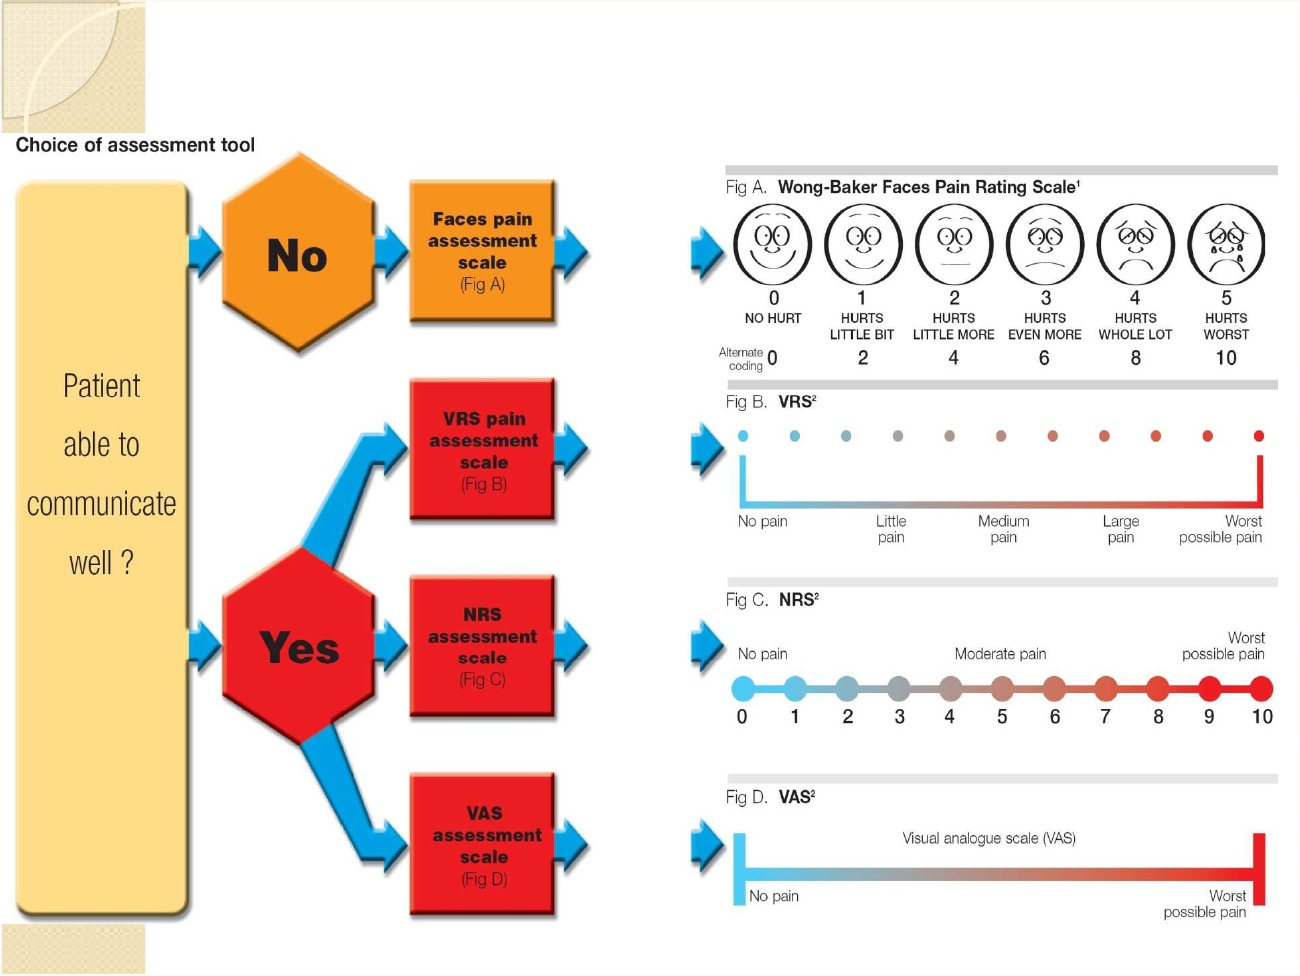 Choice of assessment tool
Patient
able to
communicate
well ?
No
Faces pain
assessment
scale
(Fig A)
Yes
VRS pain
assessment
scale
(Fig B)
NRS
assessment
scale
(Fig C)
VAS
assessment
scale
(Fig D)
Fig A. Wong-Baker Faces Pain Rating Scale¹
0 1 2 3 4 5
NO HURT HURTS HURTS HURTS HURTS HURTS
LITTLE BIT LITTLE MORE EVEN MORE WHOLE LOT WORST
Alternate
coding 0 2 4 6 8 10
Fig B. VRS²
No pain Little Medium Large Worst
pain pain pain possible pain
Fig C. NRS²
Worst
No pain Moderate pain possible pain
0 1 2 3 4 5 6 7 8 9 10
Fig D. VAS²
Visual analogue scale (VAS)
No pain Worst
possible pain